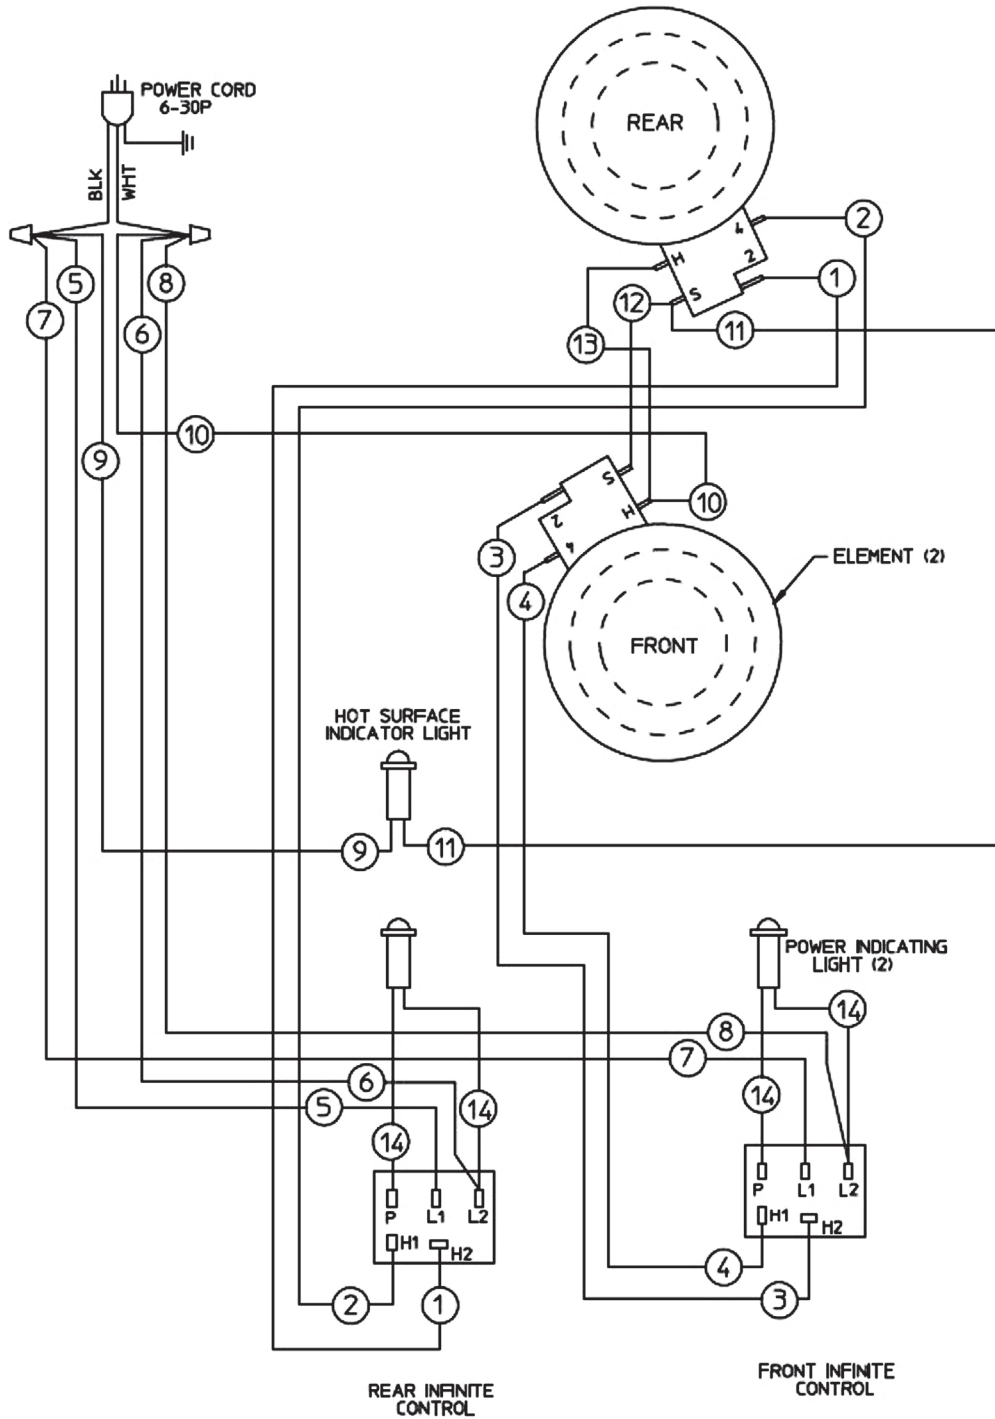 POWER CORD
6-30P
BLK
WHT
REAR
4
2
H
S
2
1
5
8
7
6
12
11
13
10
9
S
H
2
4
10
3
4
ELEMENT (2)
FRONT
HOT SURFACE
INDICATOR LIGHT
9
11
POWER INDICATING
LIGHT (2)
14
8
7
6
5
14
14
14
P
L1
L2
H1
H2
P
L1
L2
H1
H2
4
3
2
1
FRONT INFINITE
CONTROL
REAR INFINITE
CONTROL